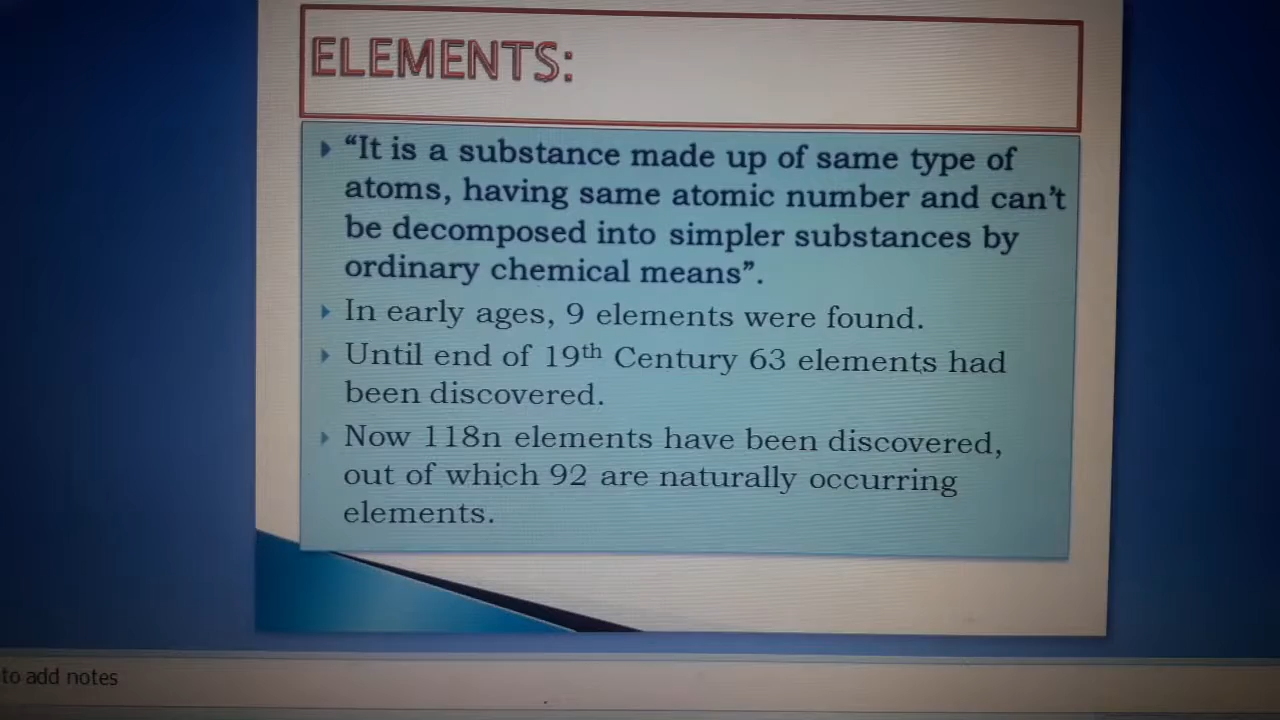 ELEMENTS:
“It is a substance made up of same type of
atoms, having same atomic number and can’t
be decomposed into simpler substances by
ordinary chemical means”.
In early ages, 9 elements were found.
Until end of 19th Century 63 elements had
been discovered.
Now 118n elements have been discovered,
out of which 92 are naturally occurring
elements.
to add notes